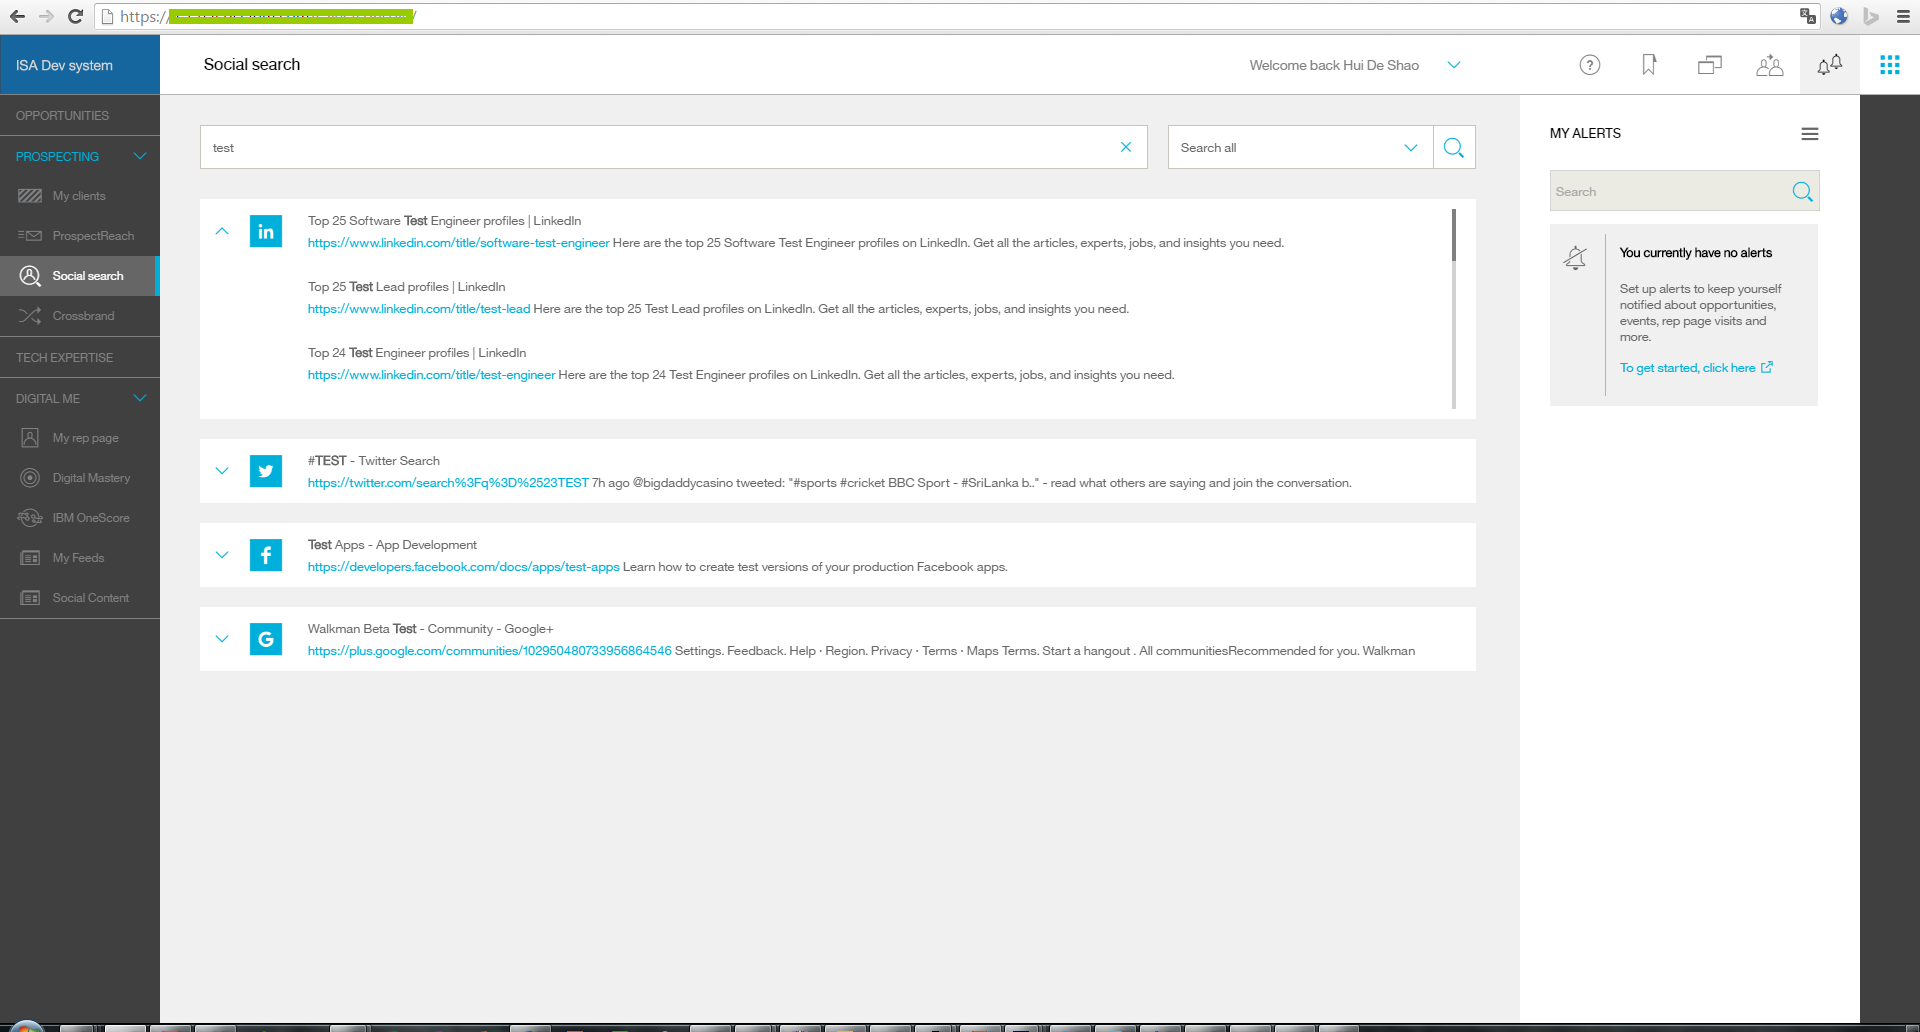 https://
ISA Dev system
Social search
Welcome back Hui De Shao
OPPORTUNITIES
PROSPECTING
My clients
ProspectReach
Social search
Crossbrand
TECH EXPERTISE
DIGITAL ME
My rep page
Digital Mastery
IBM OneScore
My Feeds
Social Content
test
Search all
Top 25 Software Test Engineer profiles | LinkedIn
https://www.linkedin.com/title/software-test-engineer Here are the top 25 Software Test Engineer profiles on LinkedIn. Get all the articles, experts, jobs, and insights you need.
Top 25 Test Lead profiles | LinkedIn
https://www.linkedin.com/title/test-lead Here are the top 25 Test Lead profiles on LinkedIn. Get all the articles, experts, jobs, and insights you need.
Top 24 Test Engineer profiles | LinkedIn
https://www.linkedin.com/title/test-engineer Here are the top 24 Test Engineer profiles on LinkedIn. Get all the articles, experts, jobs, and insights you need.
#TEST - Twitter Search
https://twitter.com/search%3Fq%3D%2523TEST 7h ago @bigdaddycasino tweeted: "#sports #cricket BBC Sport - #SriLanka b.." - read what others are saying and join the conversation.
Test Apps - App Development
https://developers.facebook.com/docs/apps/test-apps Learn how to create test versions of your production Facebook apps.
Walkman Beta Test - Community - Google+
https://plus.google.com/communities/102950480733956864546 Settings. Feedback. Help · Region. Privacy · Terms · Maps Terms. Start a hangout . All communitiesRecommended for you. Walkman
MY ALERTS
Search
You currently have no alerts
Set up alerts to keep yourself
notified about opportunities,
events, rep page visits and
more.
To get started, click here